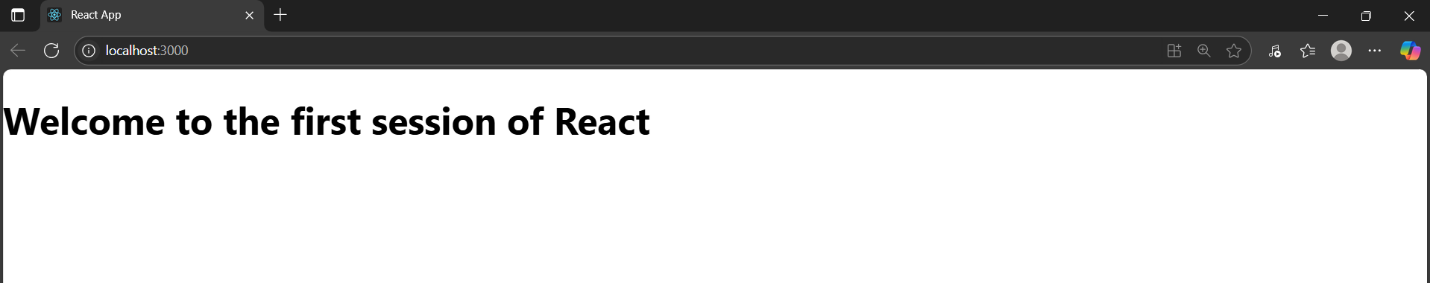 React App
localhost:3000
Welcome to the first session of React